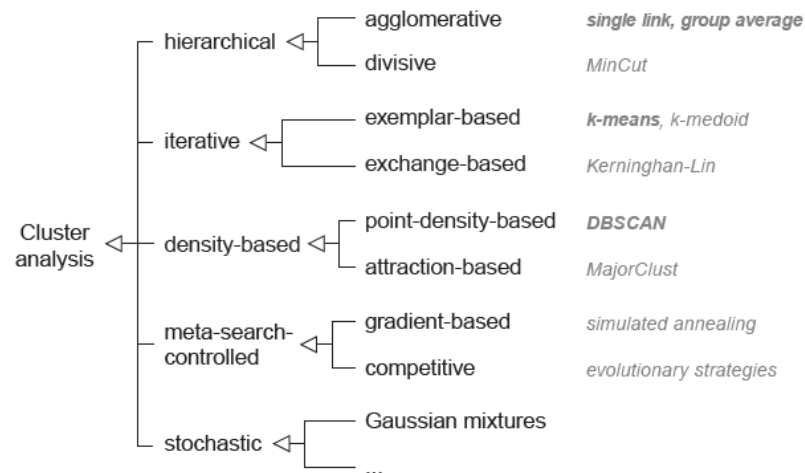 agglomerative single link, group average
hierarchical
divisive MinCut
exemplar-based k-means, k-medoid
iterative
exchange-based Kerninghan-Lin
point-density-based DBSCAN
Cluster
analysis
density-based
attraction-based MajorClust
gradient-based simulated annealing
meta-search-
controlled
competitive evolutionary strategies
Gaussian mixtures
stochastic
...